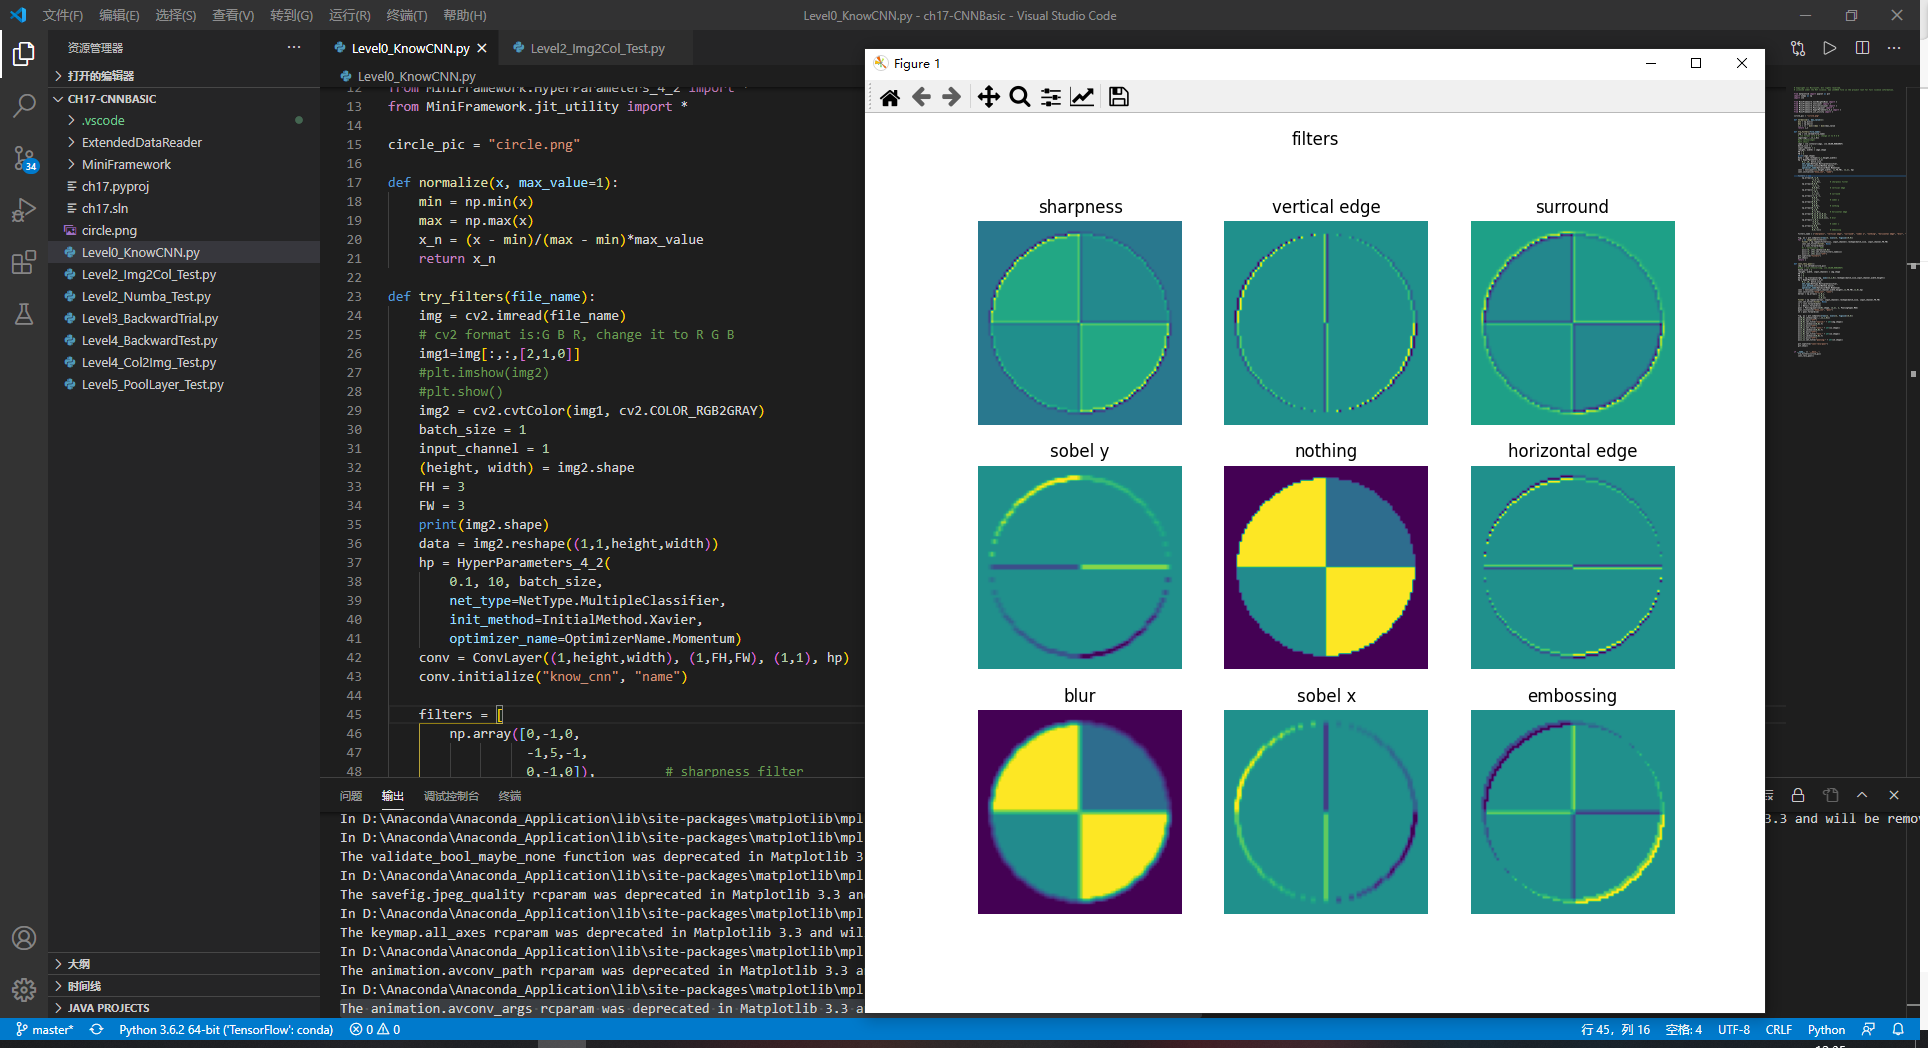 文件(F) 编辑(E) 选择(S) 查看(V) 转到(G) 运行(R) 终端(T) 帮助(H) Level0_KnowCNN.py - ch17-CNNBasic - Visual Studio Code
资源管理器 ···
打开的编辑器
CH17-CNNBASIC
.vscode
ExtendedDataReader
MiniFramework
ch17.pyproj
ch17.sln
circle.png
Level0_KnowCNN.py
Level2_Img2Col_Test.py
Level2_Numba_Test.py
Level3_BackwardTrial.py
Level4_BackwardTest.py
Level4_Col2Img_Test.py
Level5_PoolLayer_Test.py
34
大纲
时间线
JAVA PROJECTS
Level0_KnowCNN.py Level2_Img2Col_Test.py
Level0_KnowCNN.py
12 from MiniFramework.HyperParameters_4_2 import *
13 from MiniFramework.jit_utility import *
14
15 circle_pic = "circle.png"
16
17 def normalize(x, max_value=1):
18 min = np.min(x)
19 max = np.max(x)
20 x_n = (x - min)/(max - min)*max_value
21 return x_n
22
23 def try_filters(file_name):
24 img = cv2.imread(file_name)
25 # cv2 format is:G B R, change it to R G B
26 img1=img[:,:,[2,1,0]]
27 #plt.imshow(img2)
28 #plt.show()
29 img2 = cv2.cvtColor(img1, cv2.COLOR_RGB2GRAY)
30 batch_size = 1
31 input_channel = 1
32 (height, width) = img2.shape
33 FH = 3
34 FW = 3
35 print(img2.shape)
36 data = img2.reshape((1,1,height,width))
37 hp = HyperParameters_4_2(
38 0.1, 10, batch_size,
39 net_type=NetType.MultipleClassifier,
40 init_method=InitialMethod.Xavier,
41 optimizer_name=OptimizerName.Momentum)
42 conv = ConvLayer((1,height,width), (1,FH,FW), (1,1), hp)
43 conv.initialize("know_cnn", "name")
44
45 filters = [
46 np.array([0,-1,0,
47 -1,5,-1,
48 0,-1,0]), # sharpness filter
问题 输出 调试控制台 终端
In D:\Anaconda\Anaconda_Application\lib\site-packages\matplotlib\mpl 3.3 and will be remov
In D:\Anaconda\Anaconda_Application\lib\site-packages\matplotlib\mpl
The validate_bool_maybe_none function was deprecated in Matplotlib 3
In D:\Anaconda\Anaconda_Application\lib\site-packages\matplotlib\mpl
The savefig.jpeg_quality rcparam was deprecated in Matplotlib 3.3 an
In D:\Anaconda\Anaconda_Application\lib\site-packages\matplotlib\mpl
The keymap.all_axes rcparam was deprecated in Matplotlib 3.3 and wil
In D:\Anaconda\Anaconda_Application\lib\site-packages\matplotlib\mpl
The animation.avconv_path rcparam was deprecated in Matplotlib 3.3 a
In D:\Anaconda\Anaconda_Application\lib\site-packages\matplotlib\mpl
The animation.avconv_args rcparam was deprecated in Matplotlib 3.3 a
Figure 1
filters
sharpness vertical edge surround
sobel y nothing horizontal edge
blur sobel x embossing
master* Python 3.6.2 64-bit ('TensorFlow': conda) 0 0 行 45，列 16 空格: 4 UTF-8 CRLF Python